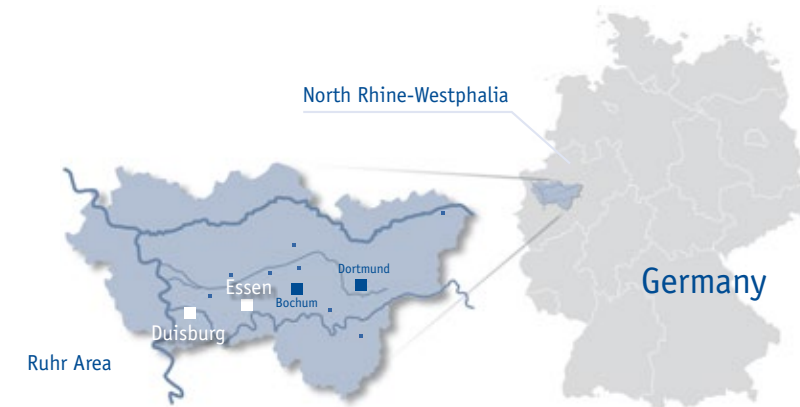 North Rhine-Westphalia
Germany
Dortmund
Essen
Bochum
Duisburg
Ruhr Area